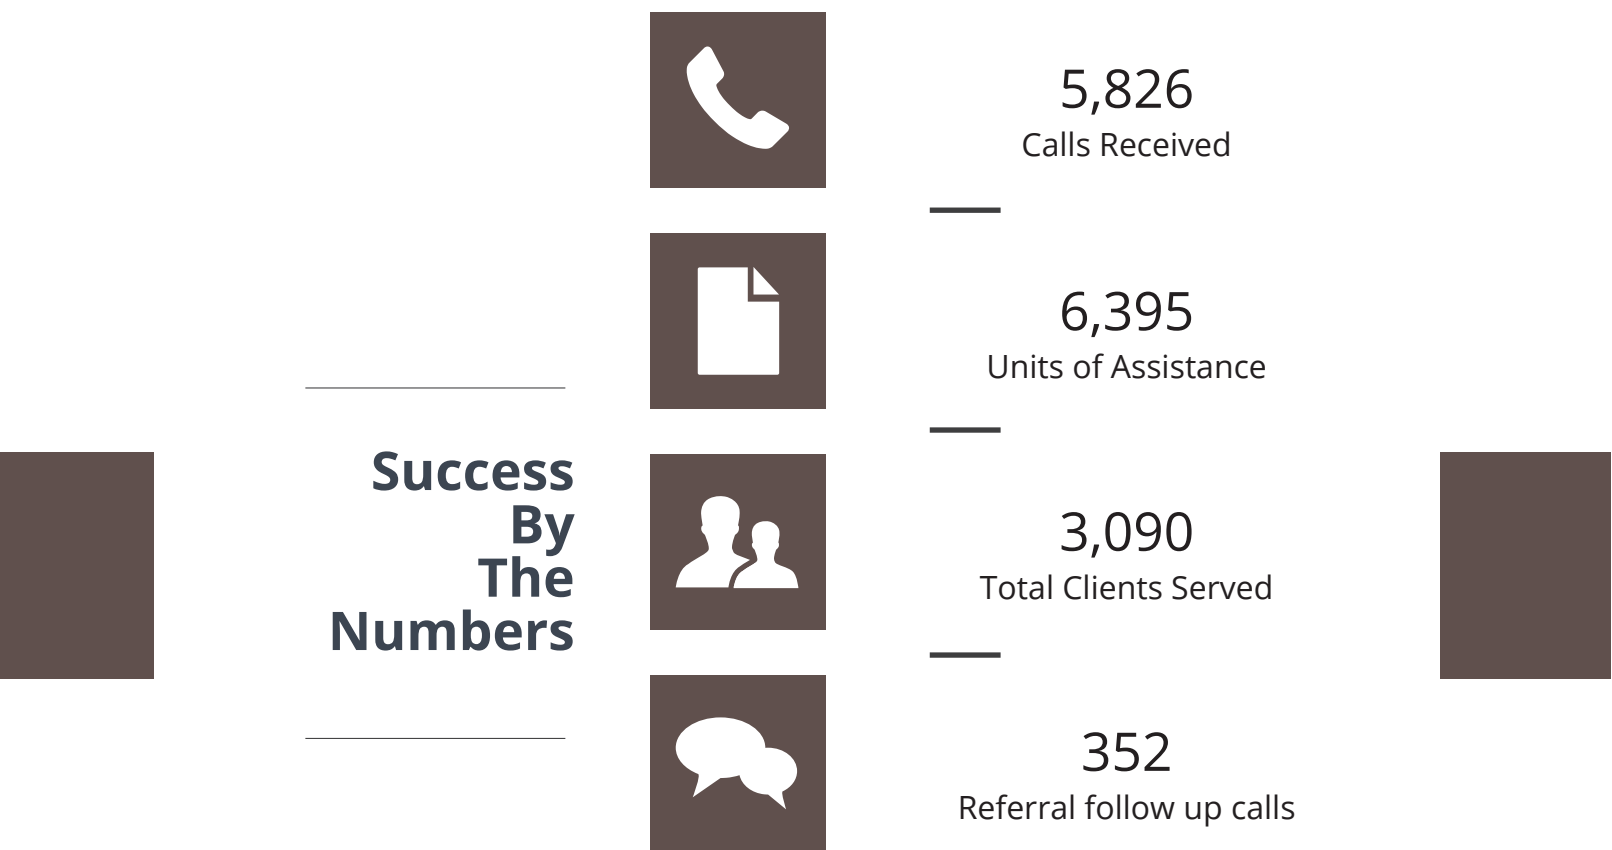 Success
By
The
Numbers
5,826
Calls Received
6,395
Units of Assistance
3,090
Total Clients Served
352
Referral follow up calls